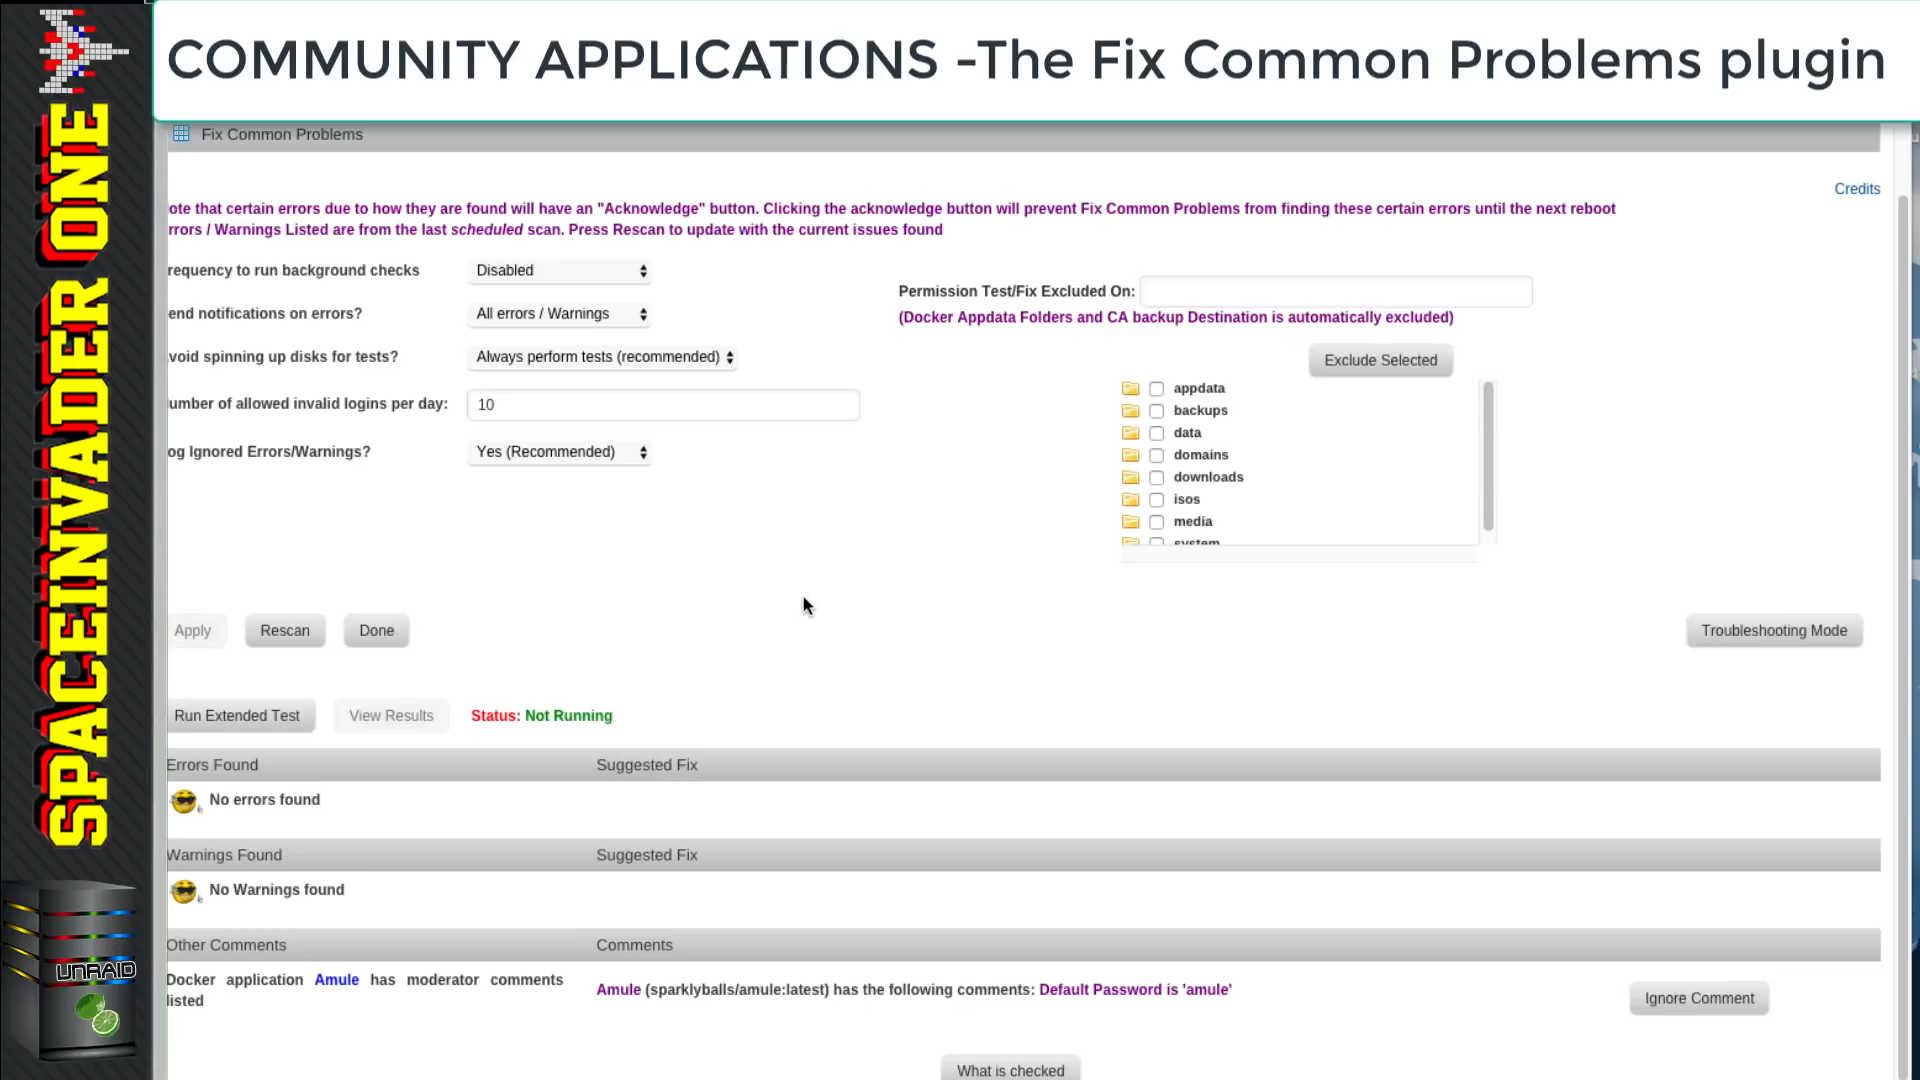 COMMUNITY APPLICATIONS -The Fix Common Problems plugin
SPACEINVADER ONE
UNRAID
Fix Common Problems
Credits
ote that certain errors due to how they are found will have an "Acknowledge" button. Clicking the acknowledge button will prevent Fix Common Problems from finding these certain errors until the next reboot
rrors / Warnings Listed are from the last scheduled scan. Press Rescan to update with the current issues found
requency to run background checks Disabled
end notifications on errors? All errors / Warnings
void spinning up disks for tests? Always perform tests (recommended)
umber of allowed invalid logins per day: 10
og Ignored Errors/Warnings? Yes (Recommended)
Permission Test/Fix Excluded On:
(Docker Appdata Folders and CA backup Destination is automatically excluded)
Exclude Selected
appdata
backups
data
domains
downloads
isos
media
system
Apply Rescan Done Troubleshooting Mode
Run Extended Test View Results Status: Not Running
Errors Found Suggested Fix
No errors found
Warnings Found Suggested Fix
No Warnings found
Other Comments Comments
Docker application Amule has moderator comments
listed
Amule (sparklyballs/amule:latest) has the following comments: Default Password is 'amule'
Ignore Comment
What is checked